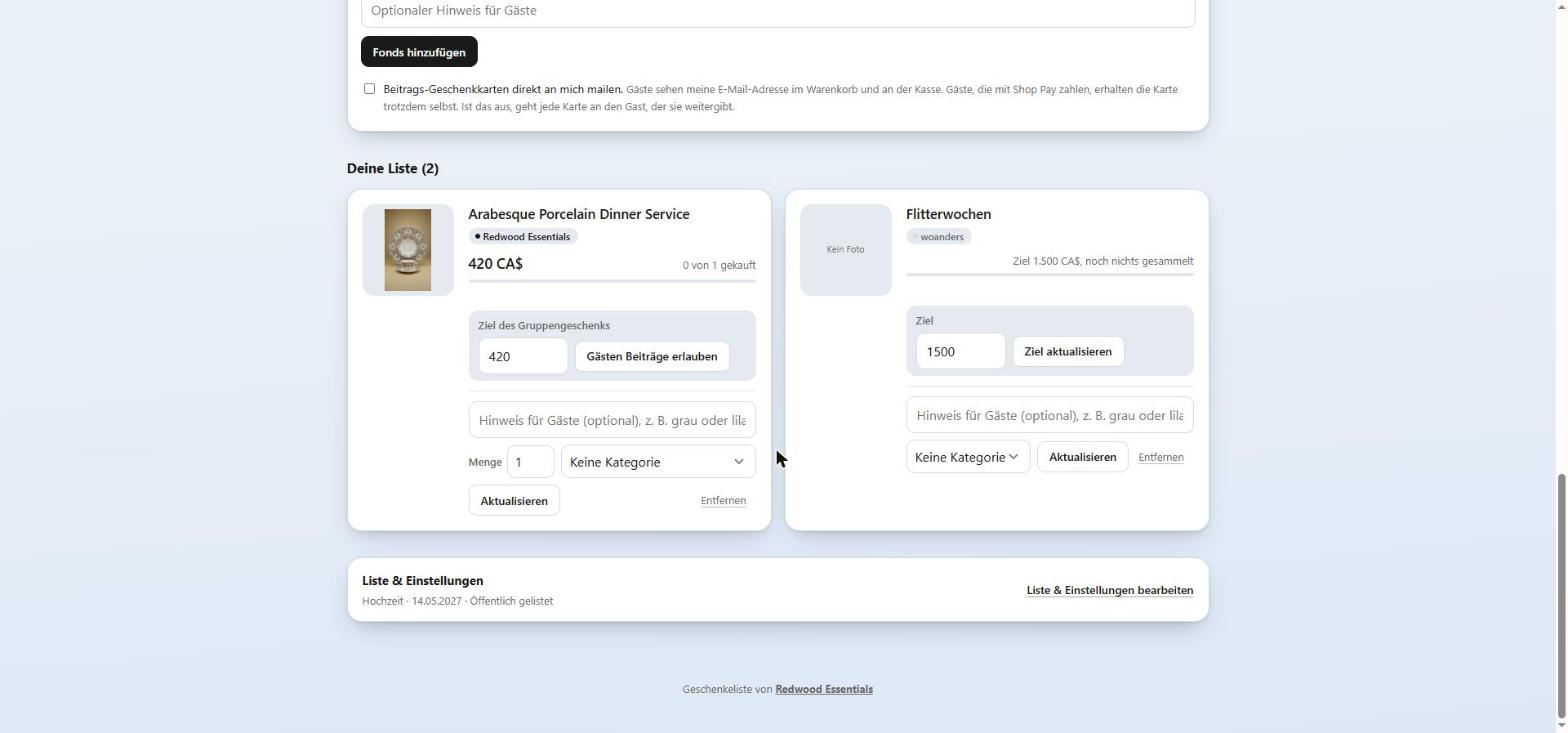 Optionaler Hinweis für Gäste
Fonds hinzufügen
Beitrags-Geschenkkarten direkt an mich mailen. Gäste sehen meine E-Mail-Adresse im Warenkorb und an der Kasse. Gäste, die mit Shop Pay zahlen, erhalten die Karte
trotzdem selbst. Ist das aus, geht jede Karte an den Gast, der sie weitergibt.
Deine Liste (2)
Arabesque Porcelain Dinner Service
Redwood Essentials
420 CA$ 0 von 1 gekauft
Ziel des Gruppengeschenks
420 Gästen Beiträge erlauben
Hinweis für Gäste (optional), z. B. grau oder lila
Menge 1 Keine Kategorie
Aktualisieren Entfernen
Kein Foto
Flitterwochen
woanders
Ziel 1.500 CA$, noch nichts gesammelt
Ziel
1500 Ziel aktualisieren
Hinweis für Gäste (optional), z. B. grau oder lila
Keine Kategorie Aktualisieren Entfernen
Liste & Einstellungen
Hochzeit · 14.05.2027 · Öffentlich gelistet
Liste & Einstellungen bearbeiten
Geschenkeliste von Redwood Essentials